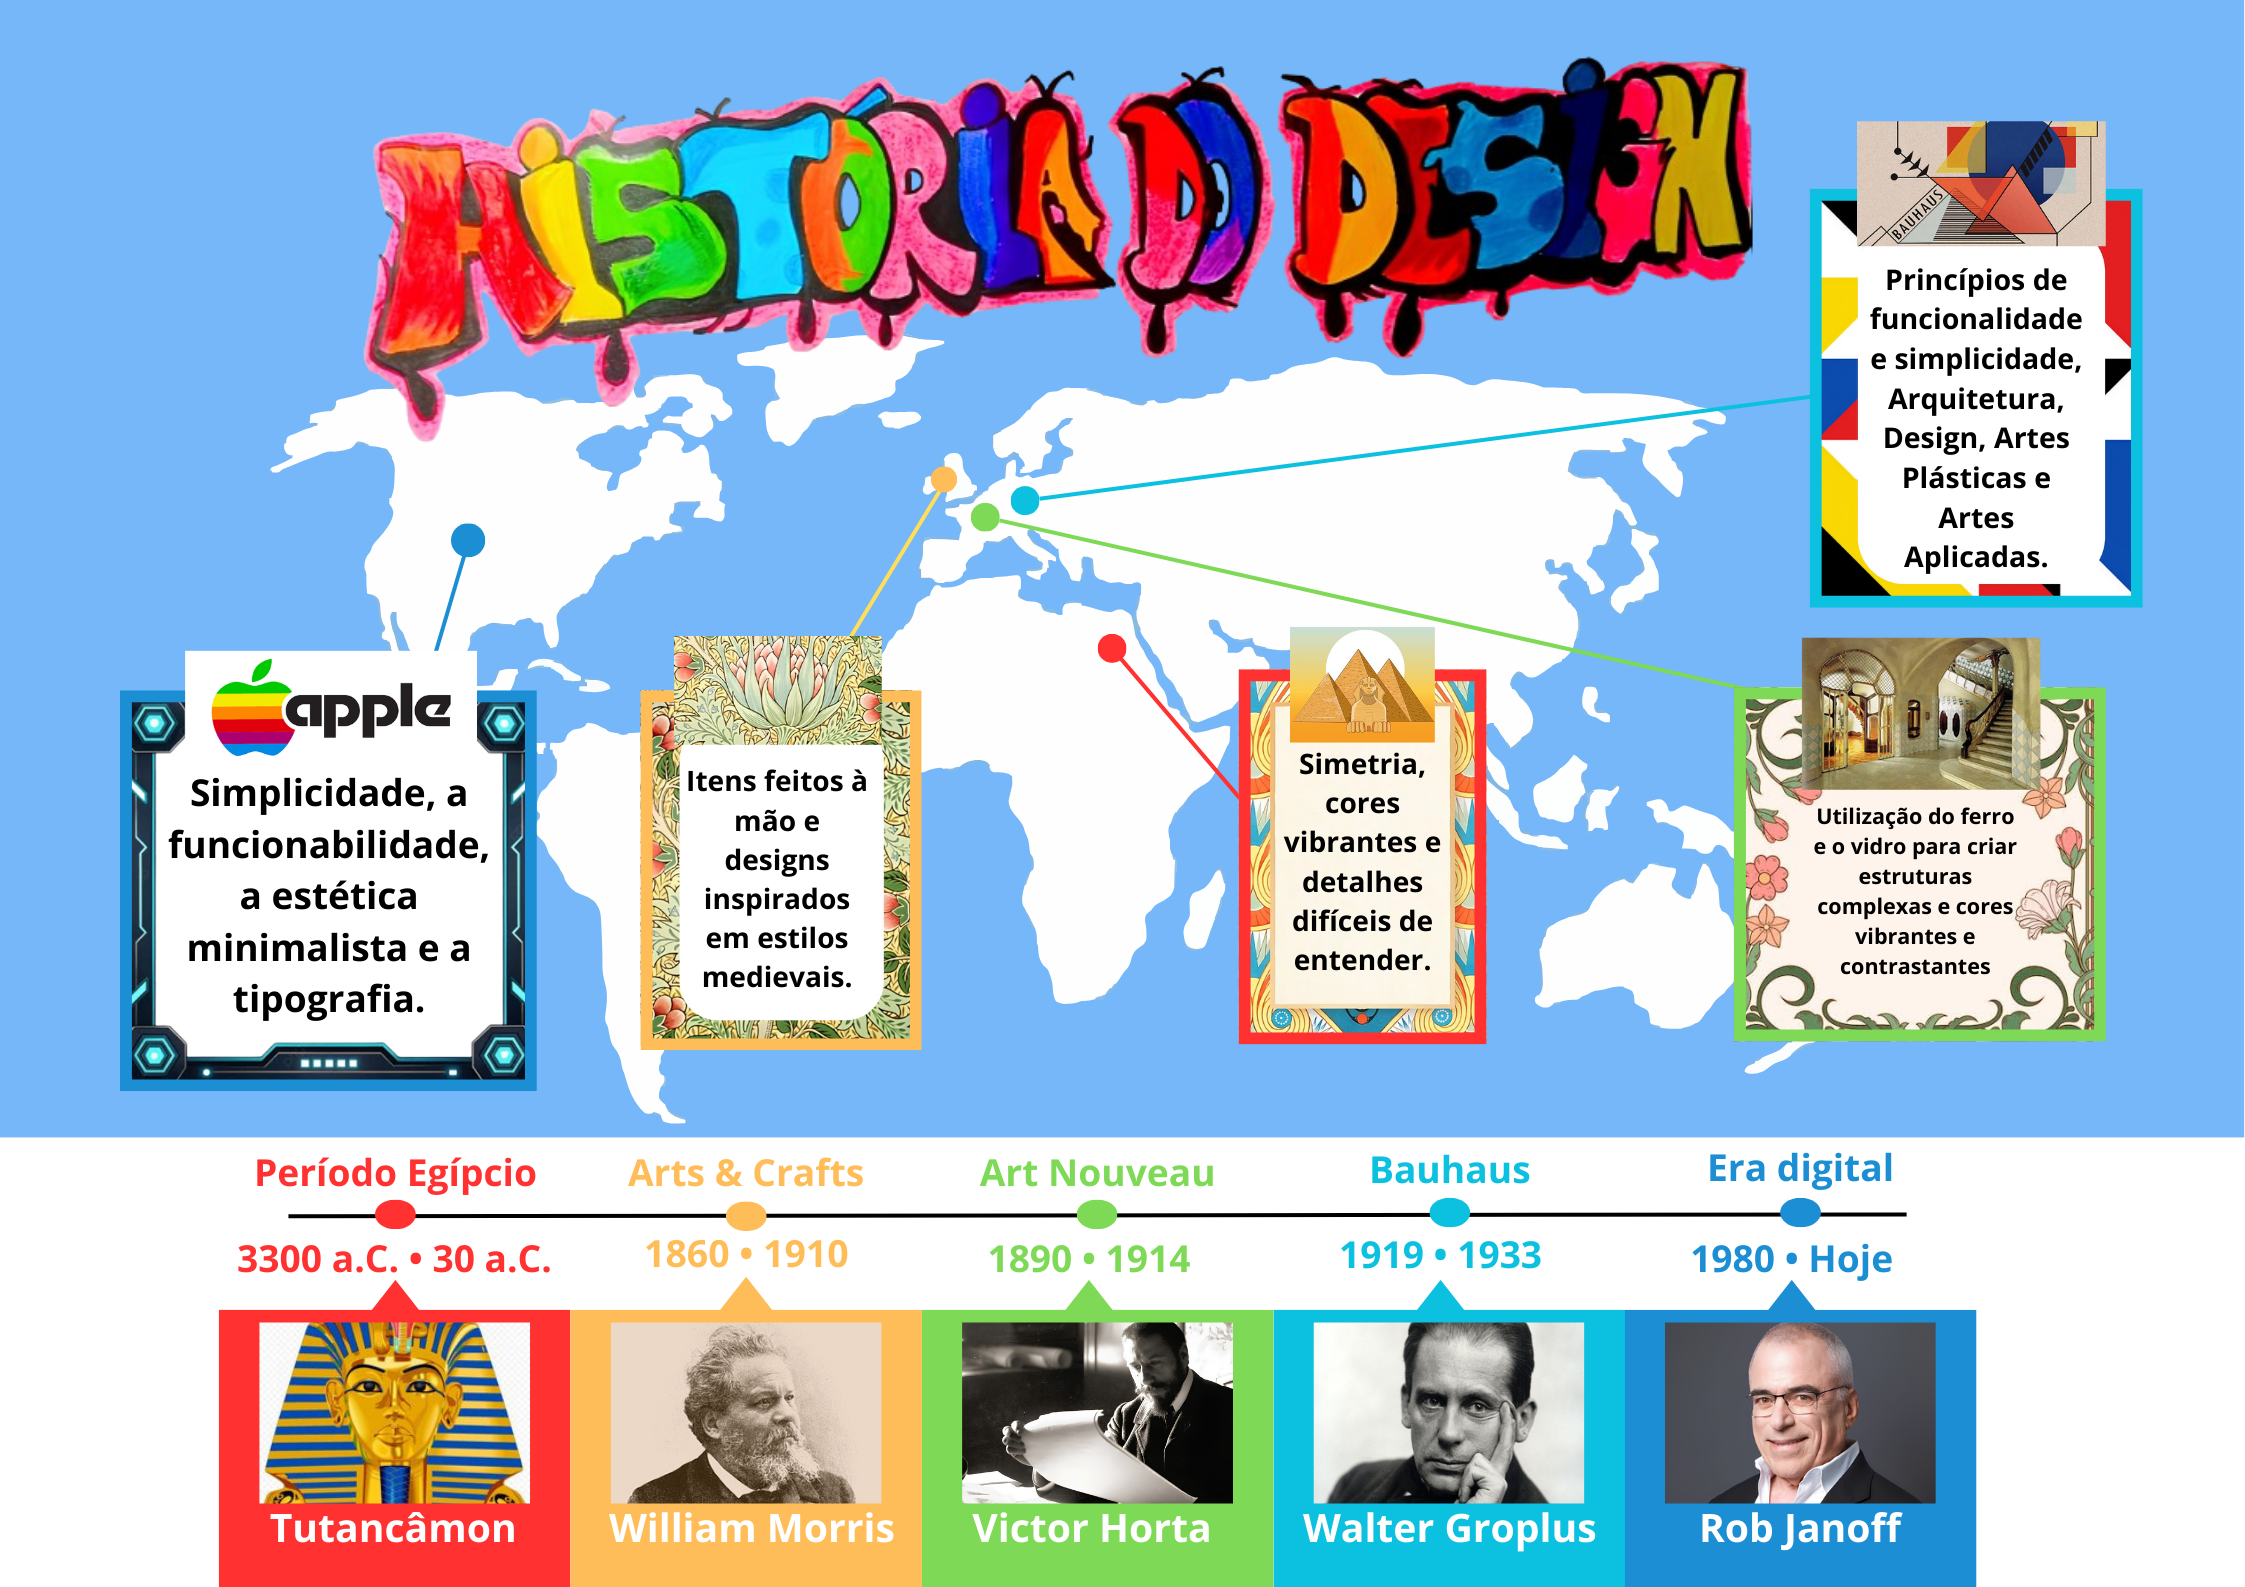 HISTÓRIA DO DESIGN
BAUHAUS
Princípios de
funcionalidade
e simplicidade,
Arquitetura,
Design, Artes
Plásticas e
Artes
Aplicadas.
apple
Simplicidade, a
funcionabilidade,
a estética
minimalista e a
tipografia.
Itens feitos à
mão e
designs
inspirados
em estilos
medievais.
Simetria,
cores
vibrantes e
detalhes
difíceis de
entender.
Utilização do ferro
e o vidro para criar
estruturas
complexas e cores
vibrantes e
contrastantes
Período Egípcio
Arts & Crafts
Art Nouveau
Bauhaus
Era digital
3300 a.C. • 30 a.C.
1860 • 1910
1890 • 1914
1919 • 1933
1980 • Hoje
Tutancâmon
William Morris
Victor Horta
Walter Groplus
Rob Janoff